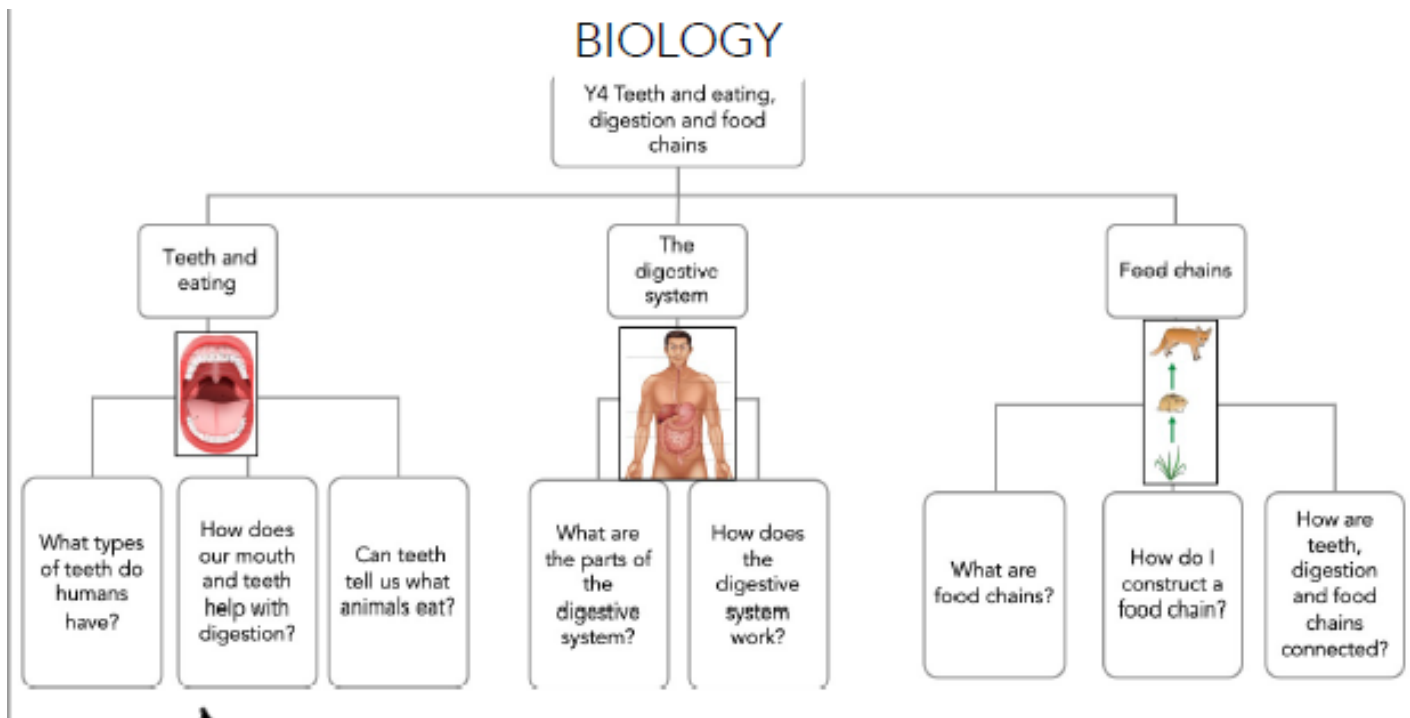 BIOLOGY
Y4 Teeth and eating,
digestion and food
chains
Teeth and
eating
The
digestive
system
Food chains
What types
of teeth do
humans
have?
How does
our mouth
and teeth
help with
digestion?
Can teeth
tell us what
animals eat?
What are
the parts of
the
digestive
system?
How does
the
digestive
system
work?
What are
food chains?
How do I
construct a
food chain?
How are
teeth,
digestion
and food
chains
connected?